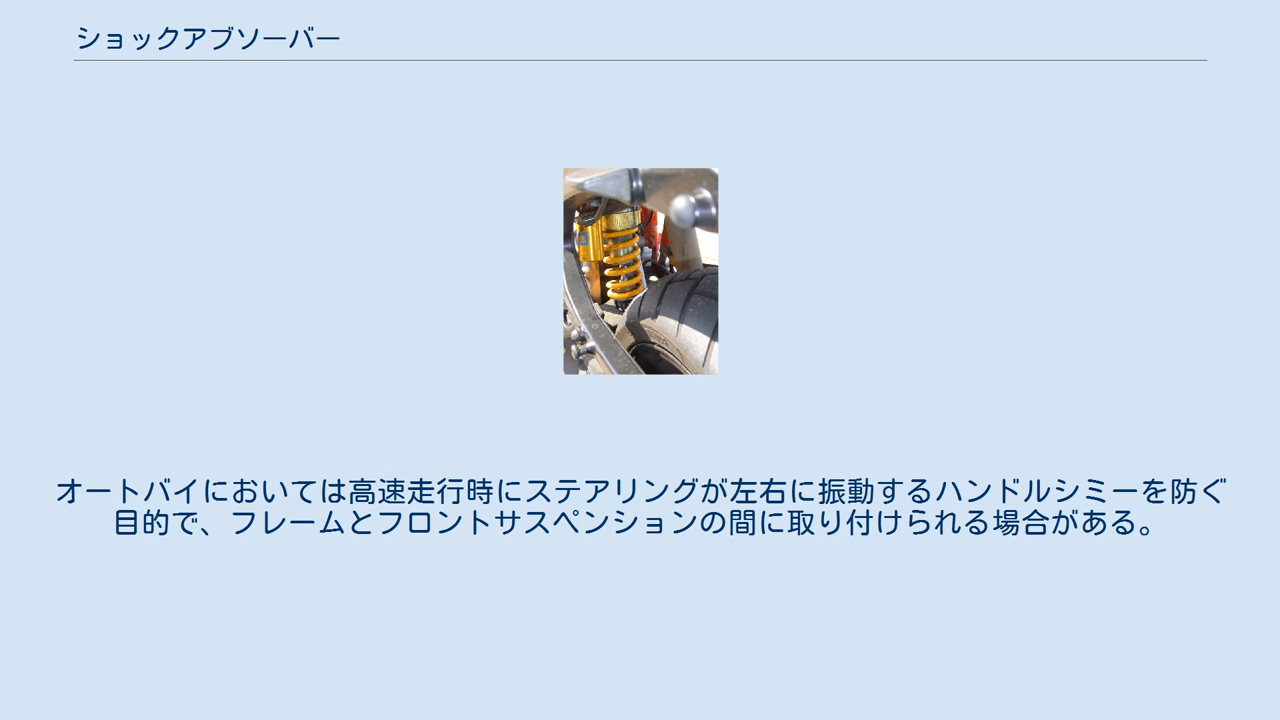 ショックアブソーバー
オートバイにおいては高速走行時にステアリングが左右に振動するハンドルシミーを防ぐ
目的で、フレームとフロントサスペンションの間に取り付けられる場合がある。